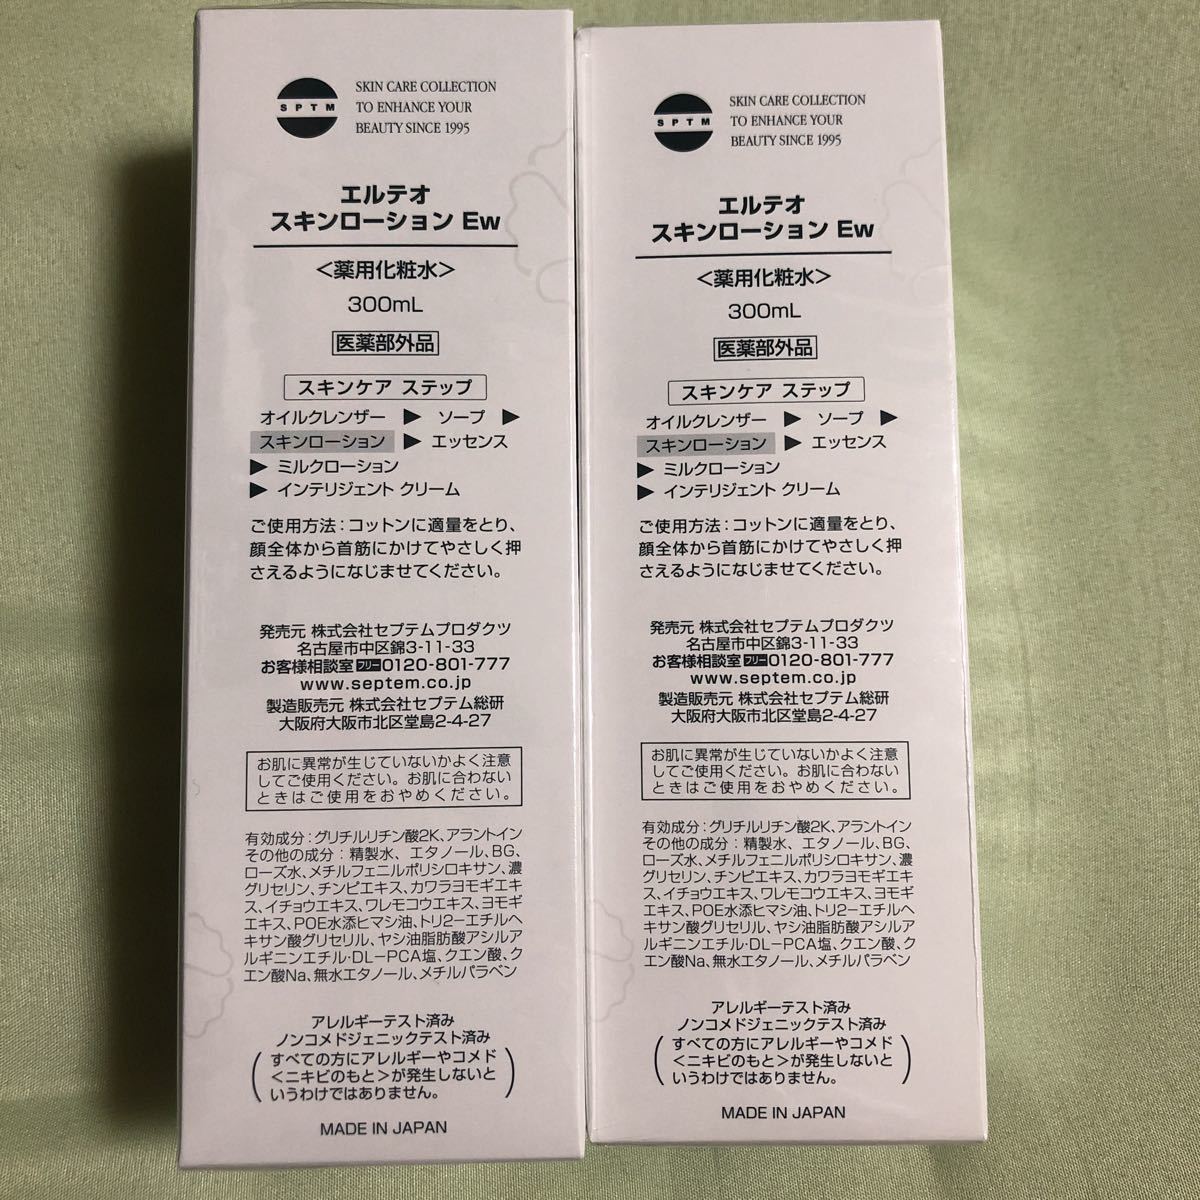 SPTM
SKIN CARE COLLECTION
TO ENHANCE YOUR
BEAUTY SINCE 1995
エルテオ
スキンローション Ew
<薬用化粧水>
300mL
医薬部外品
スキンケア ステップ
オイルクレンザー ▶ ソープ ▶
スキンローション ▶ エッセンス
▶ ミルクローション
▶ インテリジェント クリーム
ご使用方法:コットンに適量をとり、
顔全体から首筋にかけてやさしく押
さえるようになじませてください。
発売元 株式会社セプテムプロダクツ
名古屋市中区錦3-11-33
お客様相談室 フリー 0120-801-777
www.septem.co.jp
製造販売元 株式会社セプテム総研
大阪府大阪市北区堂島2-4-27
お肌に異常が生じていないかよく注意
してご使用ください。お肌に合わない
ときはご使用をおやめください。
有効成分:グリチルリチン酸2K、アラントイン
その他の成分:精製水、エタノール、BG、
ローズ水、メチルフェニルポリシロキサン、濃
グリセリン、チンピエキス、カワラヨモギエキ
ス、イチョウエキス、ワレモコウエキス、ヨモギ
エキス、POE水添ヒマシ油、トリ2-エチルヘ
キサン酸グリセリル、ヤシ油脂肪酸アシルア
ルギニンエチル・DL-PCA塩、クエン酸、ク
エン酸Na、無水エタノール、メチルパラベン
アレルギーテスト済み
ノンコメドジェニックテスト済み
(すべての方にアレルギーやコメド
<ニキビのもと>が発生しないと
いうわけではありません。)
MADE IN JAPAN
SPTM
SKIN CARE COLLECTION
TO ENHANCE YOUR
BEAUTY SINCE 1995
エルテオ
スキンローション Ew
<薬用化粧水>
300mL
医薬部外品
スキンケア ステップ
オイルクレンザー ▶ ソープ ▶
スキンローション ▶ エッセンス
▶ ミルクローション
▶ インテリジェント クリーム
ご使用方法:コットンに適量をとり、
顔全体から首筋にかけてやさしく押
さえるようになじませてください。
発売元 株式会社セプテムプロダクツ
名古屋市中区錦3-11-33
お客様相談室 フリー 0120-801-777
www.septem.co.jp
製造販売元 株式会社セプテム総研
大阪府大阪市北区堂島2-4-27
お肌に異常が生じていないかよく注意
してご使用ください。お肌に合わない
ときはご使用をおやめください。
有効成分:グリチルリチン酸2K、アラントイン
その他の成分:精製水、エタノール、BG、
ローズ水、メチルフェニルポリシロキサン、濃
グリセリン、チンピエキス、カワラヨモギエキ
ス、イチョウエキス、ワレモコウエキス、ヨモギ
エキス、POE水添ヒマシ油、トリ2-エチルヘ
キサン酸グリセリル、ヤシ油脂肪酸アシルア
ルギニンエチル・DL-PCA塩、クエン酸、ク
エン酸Na、無水エタノール、メチルパラベン
アレルギーテスト済み
ノンコメドジェニックテスト済み
(すべての方にアレルギーやコメド
<ニキビのもと>が発生しないと
いうわけではありません。)
MADE IN JAPAN